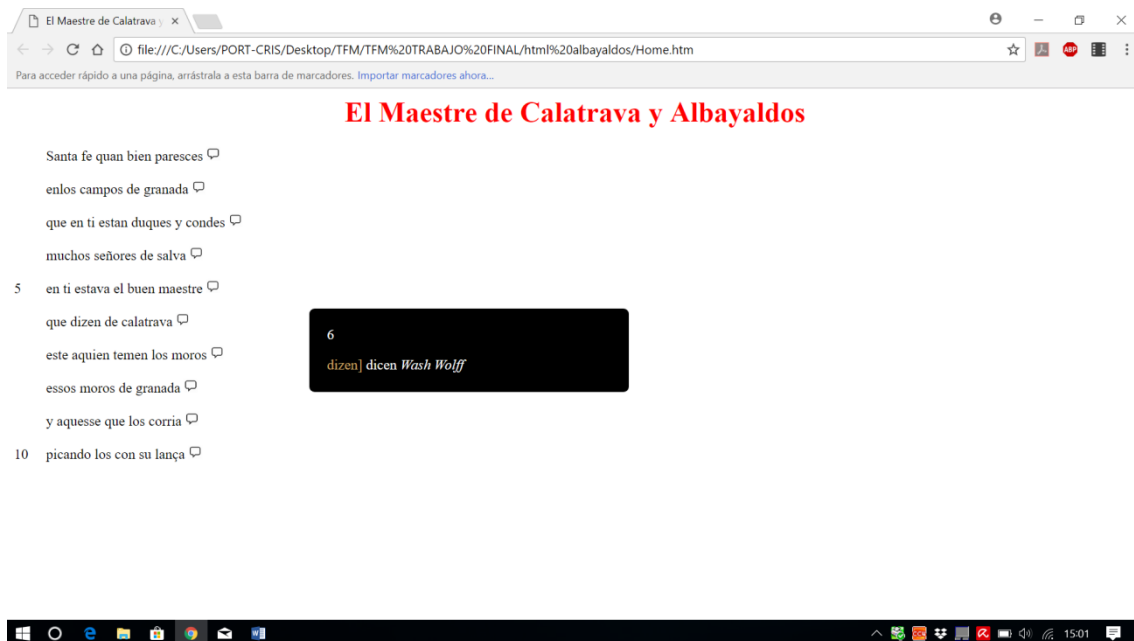 El Maestre de Calatrava y
file:///C:/Users/PORT-CRIS/Desktop/TFM/TFM%20TRABAJO%20FINAL/html%20albayaldos/Home.htm
ABP
Para acceder rápido a una página, arrástrala a esta barra de marcadores. Importar marcadores ahora...
El Maestre de Calatrava y Albayaldos
Santa fe quan bien paresces
enlos campos de granada
que en ti estan duques y condes
muchos señores de salva
5 en ti estava el buen maestre
que dizen de calatrava
este aquien temen los moros
essos moros de granada
y aquesse que los corria
10 picando los con su lança
6
dizen] dicen Wash Wolff
15:01